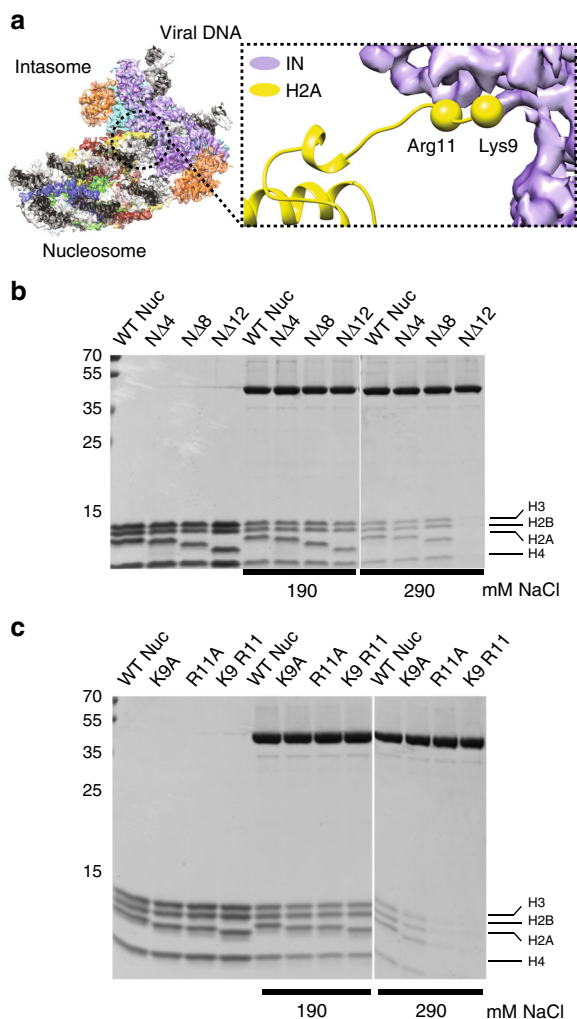 a
Viral DNA
Intasome
IN
H2A
Arg11
Lys9
Nucleosome
b
WT Nuc NΔ4 NΔ8 NΔ12 WT Nuc NΔ4 NΔ8 NΔ12 WT Nuc NΔ4 NΔ8 NΔ12
70
55
35
25
15
H3
H2B
H2A
H4
190 290 mM NaCl
c
WT Nuc K9A R11A K9 R11 WT Nuc K9A R11A K9 R11 WT Nuc K9A R11A K9 R11
70
55
35
25
15
H3
H2B
H2A
H4
190 290 mM NaCl